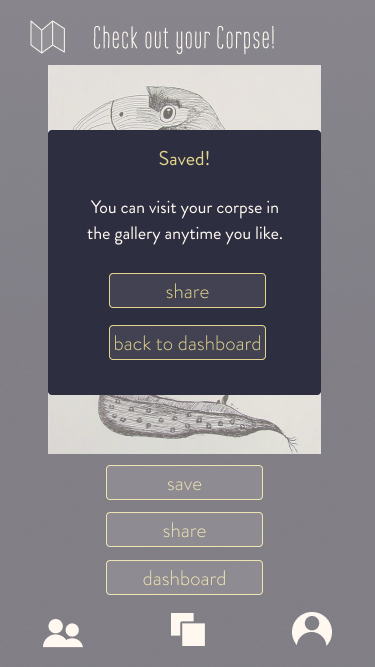 Check out your Corpse!
Saved!
You can visit your corpse in
the gallery anytime you like.
share
back to dashboard
save
share
dashboard